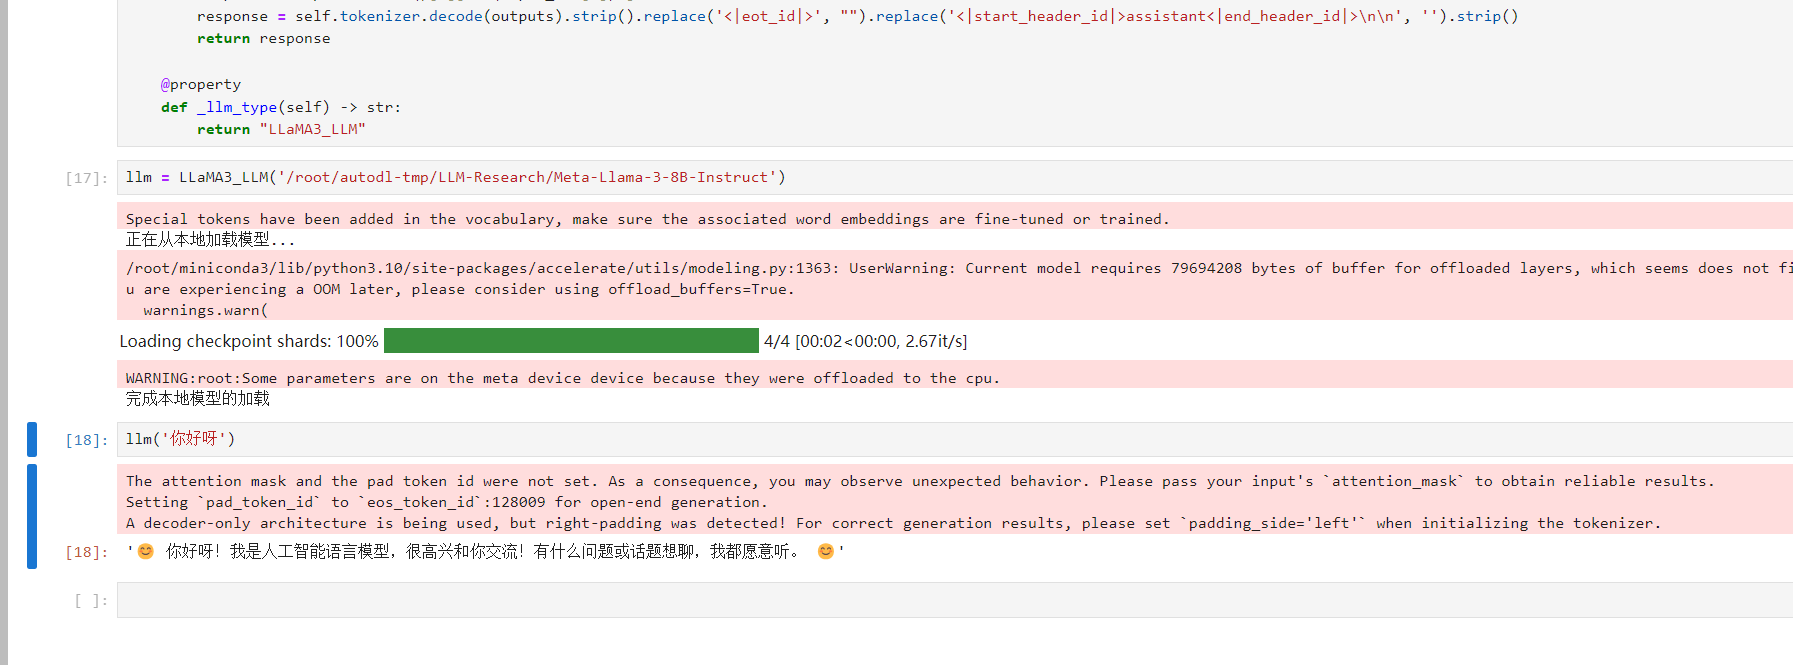 response = self.tokenizer.decode(outputs).strip().replace('<|eot_id|>', "").replace('<|start_header_id|>assistant<|end_header_id|>\n\n', '').strip()
return response
@property
def _llm_type(self) -> str:
return "LLaMA3_LLM"
[17]: llm = LLaMA3_LLM('/root/autodl-tmp/LLM-Research/Meta-Llama-3-8B-Instruct')
Special tokens have been added in the vocabulary, make sure the associated word embeddings are fine-tuned or trained.
正在从本地加载模型...
/root/miniconda3/lib/python3.10/site-packages/accelerate/utils/modeling.py:1363: UserWarning: Current model requires 79694208 bytes of buffer for offloaded layers, which seems does not fi
u are experiencing a OOM later, please consider using offload_buffers=True.
warnings.warn(
Loading checkpoint shards: 100% 4/4 [00:02<00:00, 2.67it/s]
WARNING:root:Some parameters are on the meta device device because they were offloaded to the cpu.
完成本地模型的加载
[18]: llm('你好呀')
The attention mask and the pad token id were not set. As a consequence, you may observe unexpected behavior. Please pass your input's `attention_mask` to obtain reliable results.
Setting `pad_token_id` to `eos_token_id`:128009 for open-end generation.
A decoder-only architecture is being used, but right-padding was detected! For correct generation results, please set `padding_side='left'` when initializing the tokenizer.
[18]: '😊 你好呀！我是人工智能语言模型，很高兴和你交流！有什么问题或话题想聊，我都愿意听。 😊'
[ ]: